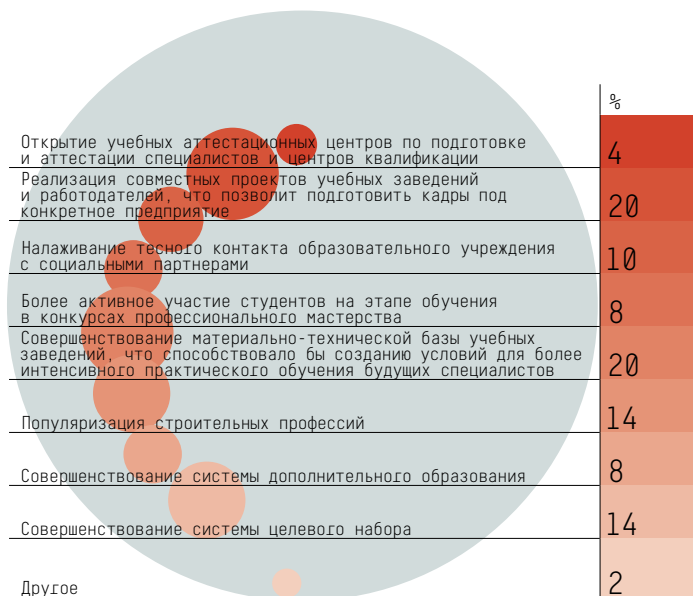 %
Открытие учебных аттестационных центров по подготовке
и аттестации специалистов и центров квалификации
4
Реализация совместных проектов учебных заведений
и работодателей, что позволит подготовить кадры под
конкретное предприятие
20
Налаживание тесного контакта образовательного учреждения
с социальными партнерами
10
Более активное участие студентов на этапе обучения
в конкурсах профессионального мастерства
8
Совершенствование материально-технической базы учебных
заведений, что способствовало бы созданию условий для более
интенсивного практического обучения будущих специалистов
20
Популяризация строительных профессий
14
Совершенствование системы дополнительного образования
8
Совершенствование системы целевого набора
14
Другое
2